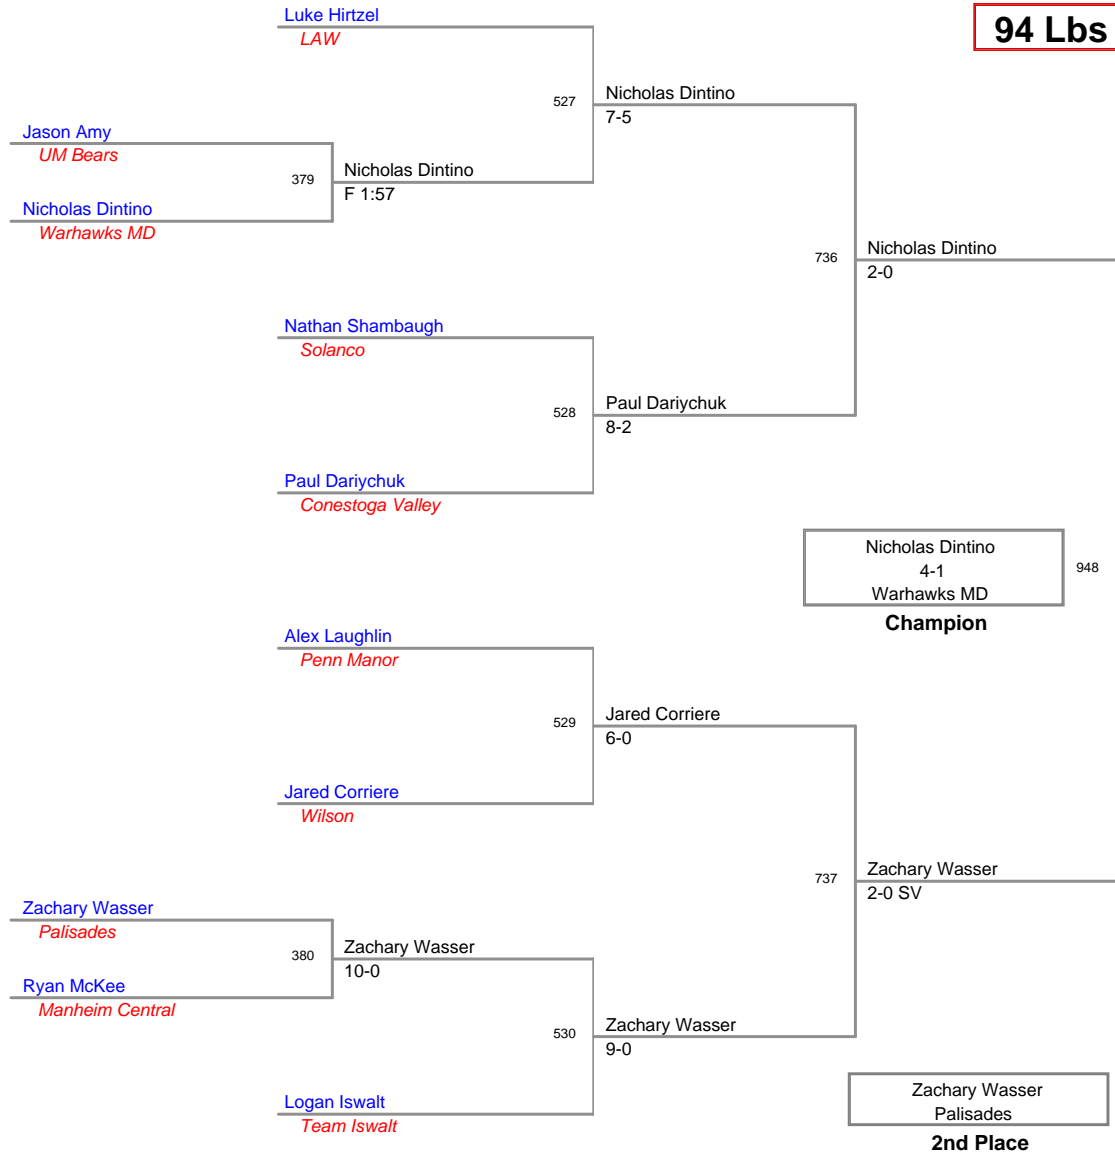 94 Lbs
Luke Hirtzel
LAW
527
Nicholas Dintino
7-5
Jason Amy
UM Bears
379
Nicholas Dintino
F 1:57
Nicholas Dintino
Warhawks MD
736
Nicholas Dintino
2-0
Nathan Shambaugh
Solanco
528
Paul Dariychuk
8-2
Paul Dariychuk
Conestoga Valley
Nicholas Dintino
4-1
Warhawks MD
948
Champion
Alex Laughlin
Penn Manor
529
Jared Corriere
6-0
Jared Corriere
Wilson
737
Zachary Wasser
2-0 SV
Zachary Wasser
Palisades
380
Zachary Wasser
10-0
Ryan McKee
Manheim Central
530
Zachary Wasser
9-0
Logan Iswalt
Team Iswalt
Zachary Wasser
Palisades
2nd Place